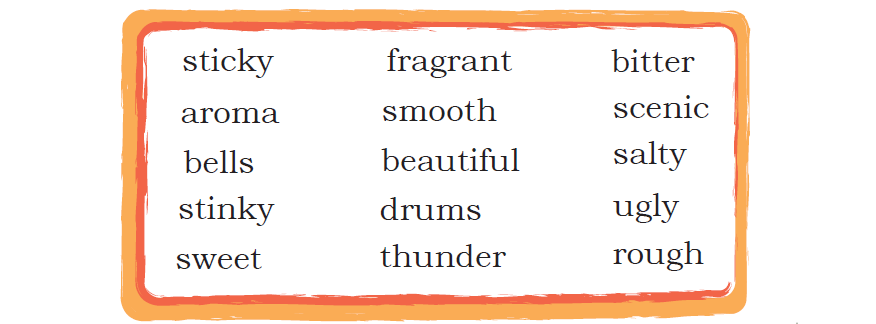 sticky fragrant bitter
aroma smooth scenic
bells beautiful salty
stinky drums ugly
sweet thunder rough